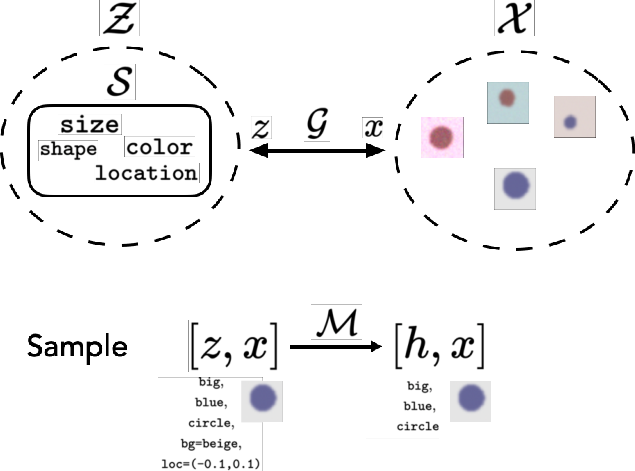 𝒵 𝒳
𝒮
size
shape color
location
z 𝒢 x
Sample [z, x] ℳ [h, x]
big,
blue,
circle,
bg=beige,
loc=(-0.1,0.1)
big,
blue,
circle